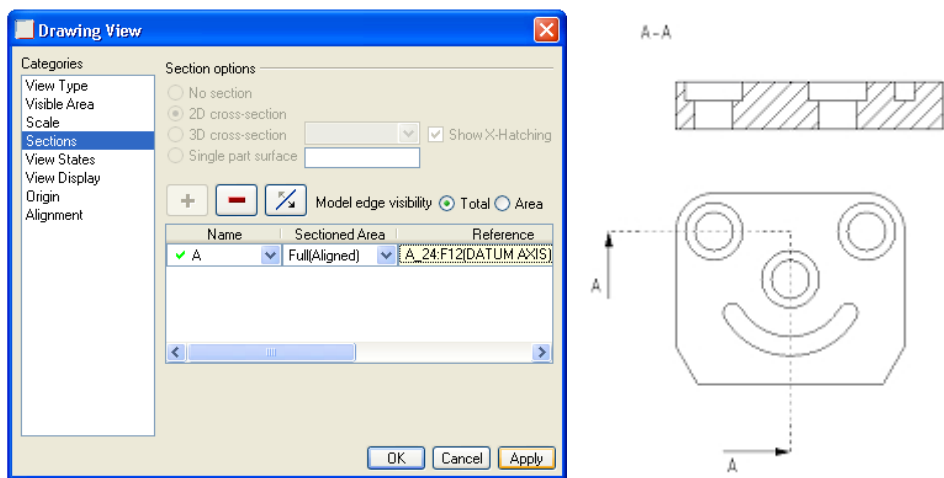 Drawing View
Categories
View Type
Visible Area
Scale
Sections
View States
View Display
Origin
Alignment
Section options
No section
2D cross-section
3D cross-section
Show X-Hatching
Single part surface
Model edge visibility Total Area
Name Sectioned Area Reference
A Full(Aligned) A_24:F12(DATUM AXIS)
OK Cancel Apply
A-A
A
A